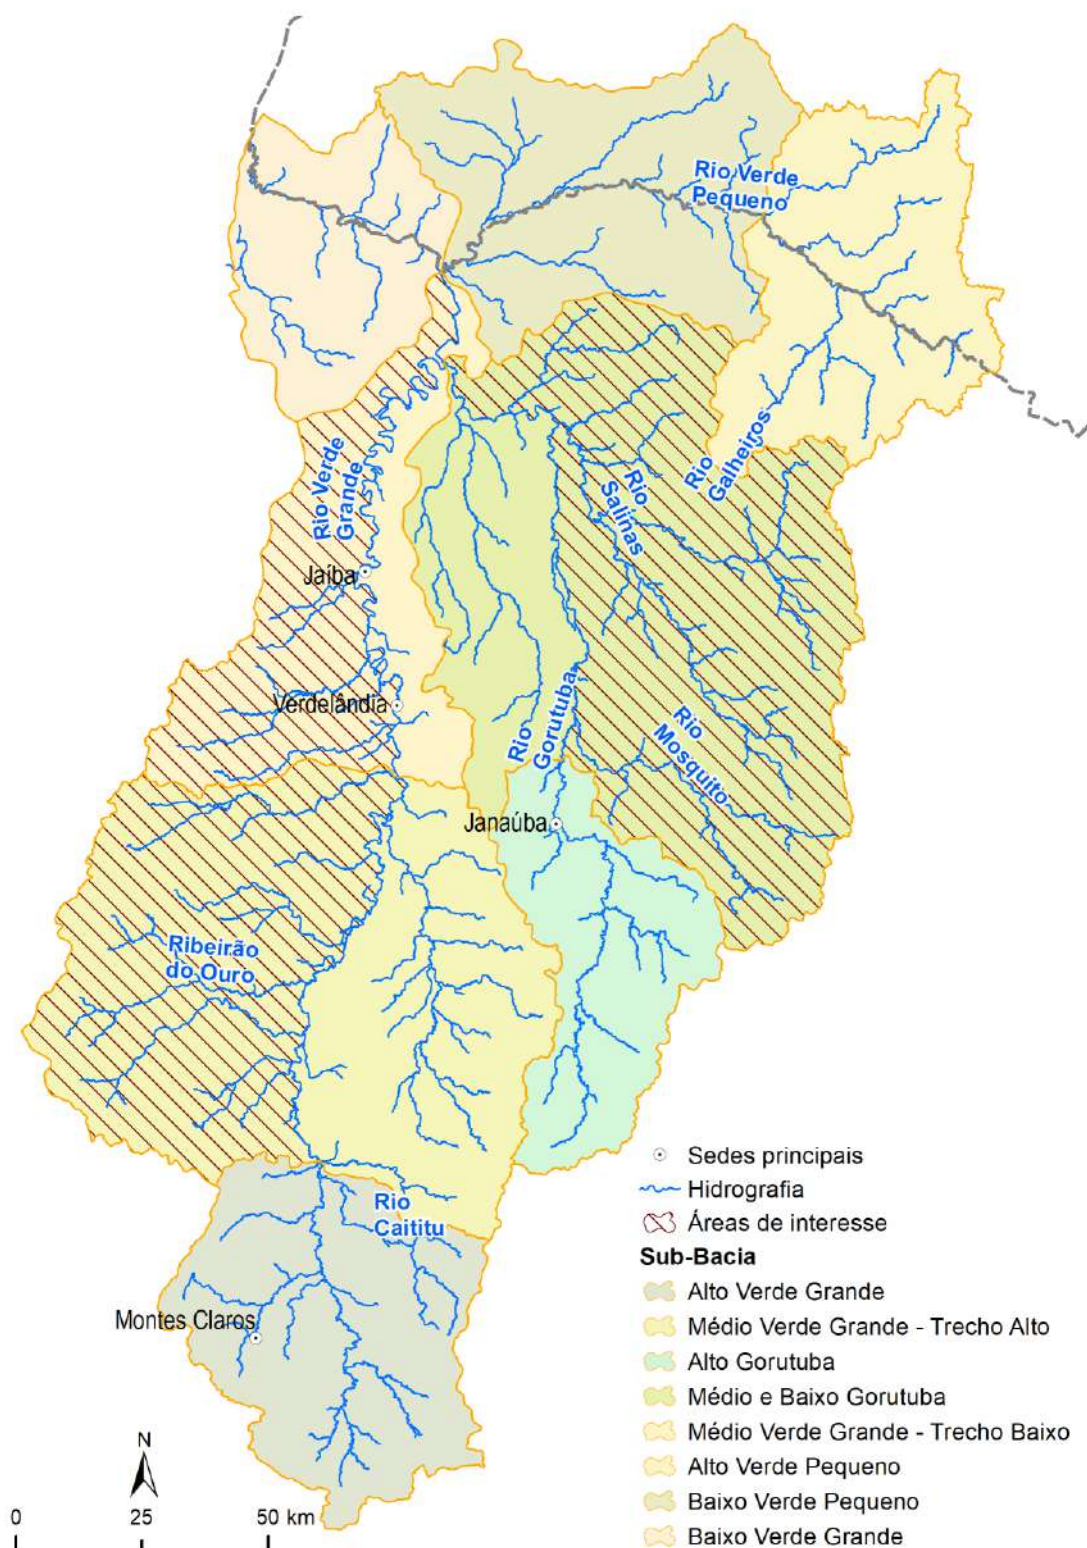 Rio Verde
Pequeno
Rio Verde
Grande
Rio
Salinas
Rio
Galheiros
Jaíba
Verdelândia
Rio
Gorutuba
Rio
Mosquito
Janaúba
Ribeirão
do Ouro
Rio
Caititu
Montes Claros
Sedes principais
Hidrografia
Áreas de interesse
Sub-Bacia
Alto Verde Grande
Médio Verde Grande - Trecho Alto
Alto Gorutuba
Médio e Baixo Gorutuba
Médio Verde Grande - Trecho Baixo
Alto Verde Pequeno
Baixo Verde Pequeno
Baixo Verde Grande
N
0 25 50 km